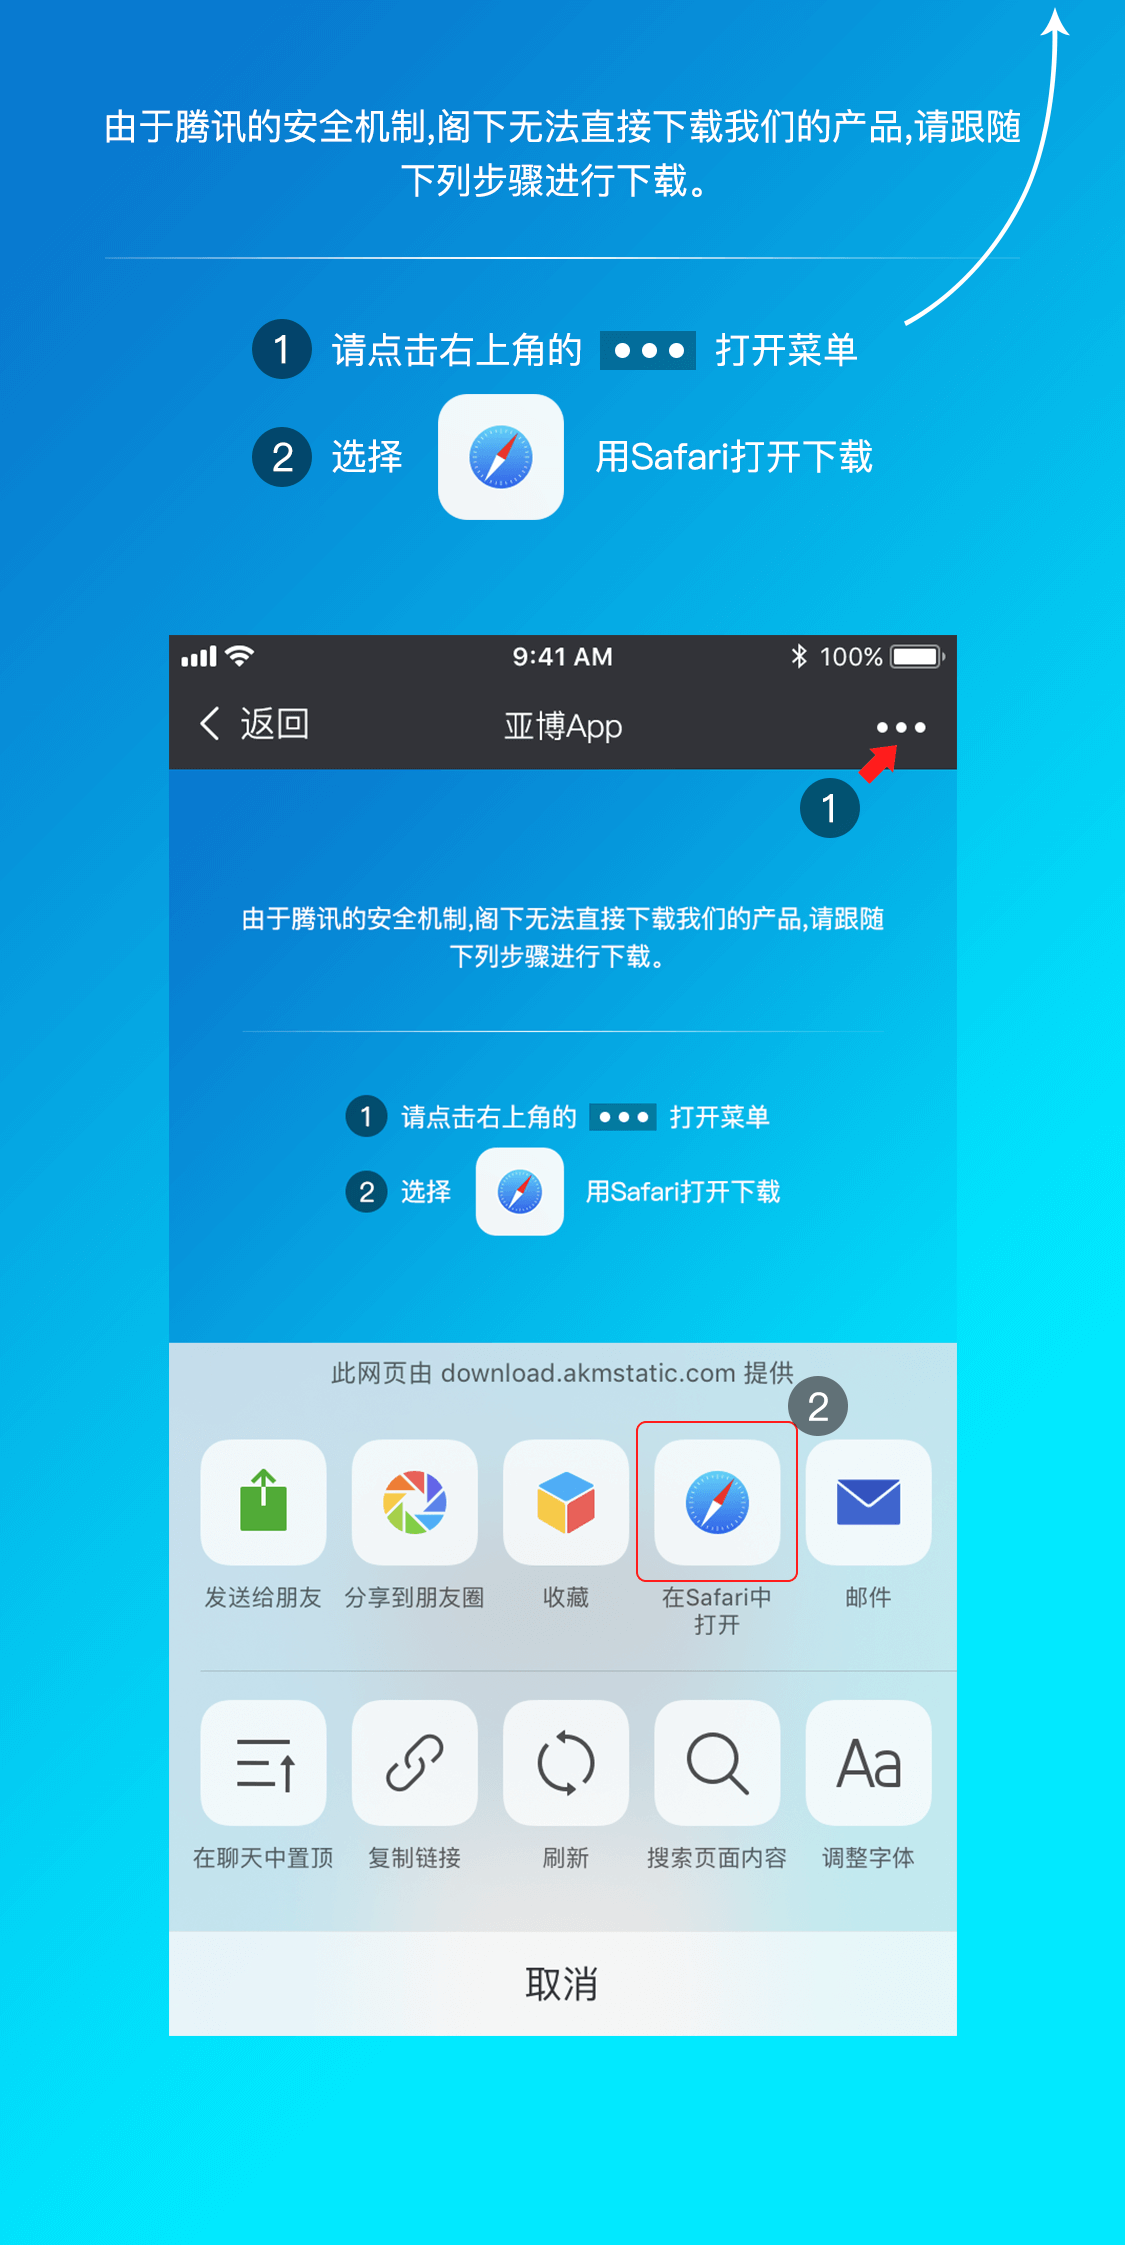 由于腾讯的安全机制,阁下无法直接下载我们的产品,请跟随
下列步骤进行下载。
1 请点击右上角的 ●●● 打开菜单
2 选择 用Safari打开下载
9:41 AM 100%
返回 亚博App
1
由于腾讯的安全机制,阁下无法直接下载我们的产品,请跟随
下列步骤进行下载。
1 请点击右上角的 ●●● 打开菜单
2 选择 用Safari打开下载
此网页由 download.akmstatic.com 提供
2
发送给朋友 分享到朋友圈 收藏 在Safari中 邮件
打开
Aa
在聊天中置顶 复制链接 刷新 搜索页面内容 调整字体
取消